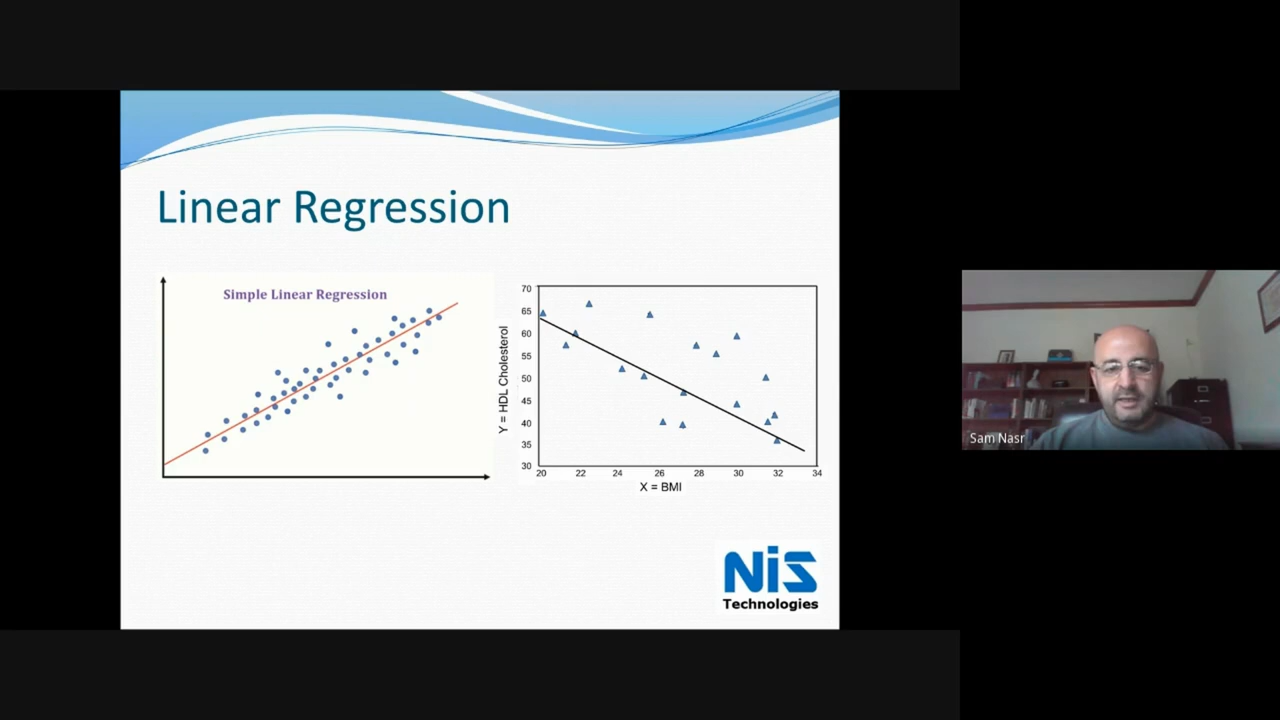 Linear Regression
Simple Linear Regression
Y = HDL Cholesterol
70
65
60
55
50
45
40
35
30
20 22 24 26 28 30 32 34
X = BMI
NiS
Technologies
Sam Nasr